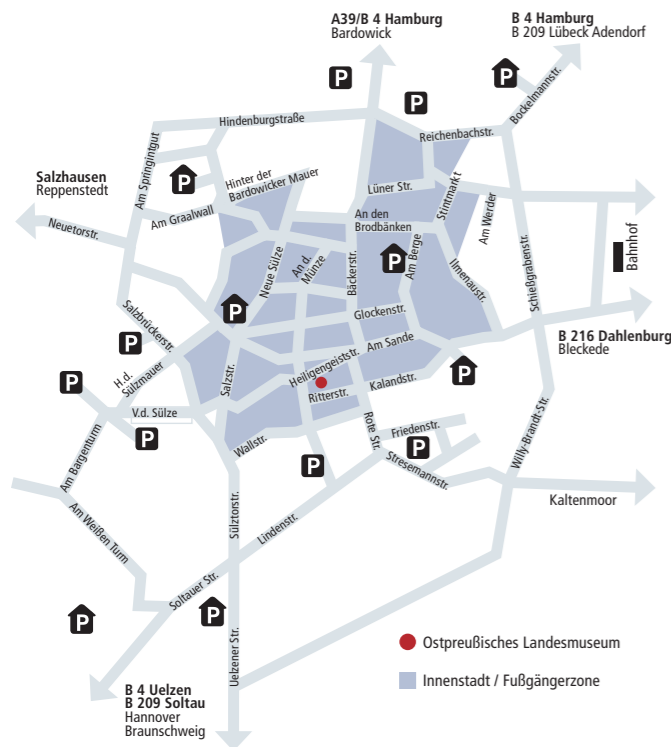 A39/B 4 Hamburg
Bardowick
B 4 Hamburg
B 209 Lübeck Adendorf
P
P
P
Bockelmannstr.
Hindenburgstraße
Reichenbachstr.
Am Springintgut
Salzhausen
Reppenstedt
P
Hinter der
Bardowicker Mauer
Lüner Str.
Stintmarkt
Am Werder
Neuetorstr.
Am Graalwall
An den
Brodbänken
Neue Sülze
An d.
Münze
Bäckerstr.
P
Am Berge
Ilmenaustr.
Schießgrabenstr.
Bahnhof
Salzbrückerstr.
P
P
Glockenstr.
Am Sande
B 216 Dahlenburg
Bleckede
H.d.
Sülzmauer
Salzstr.
Heiligengeiststr.
Ritterstr.
Kalandstr.
P
P
V.d. Sülze
P
Wallstr.
Rote Str.
Friedenstr.
P
Stresemannstr.
Willy-Brandt-Str.
P
Am Bargenturm
Kaltenmoor
Am Weißen Turm
Sülztorstr.
Lindenstr.
Soltauer Str.
P
P
Uelzener Str.
Ostpreußisches Landesmuseum
Innenstadt / Fußgängerzone
B 4 Uelzen
B 209 Soltau
Hannover
Braunschweig